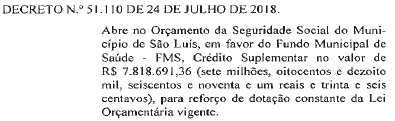 DECRETO N.º 51.110 DE 24 DE JULHO DE 2018.
Abre no Orçamento da Seguridade Social do Muni-
cípio de São Luís, em favor do Fundo Municipal de
Saúde - FMS, Crédito Suplementar no valor de
R$ 7.818.691,36 (sete milhões, oitocentos e dezoito
mil, seiscentos e noventa e um reais e trinta e seis
centavos), para reforço de dotação constante da Lei
Orçamentária vigente.